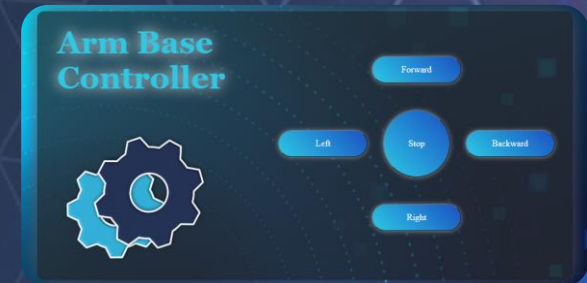 Arm Base
Controller
Forward
Left
Stop
Backward
Right